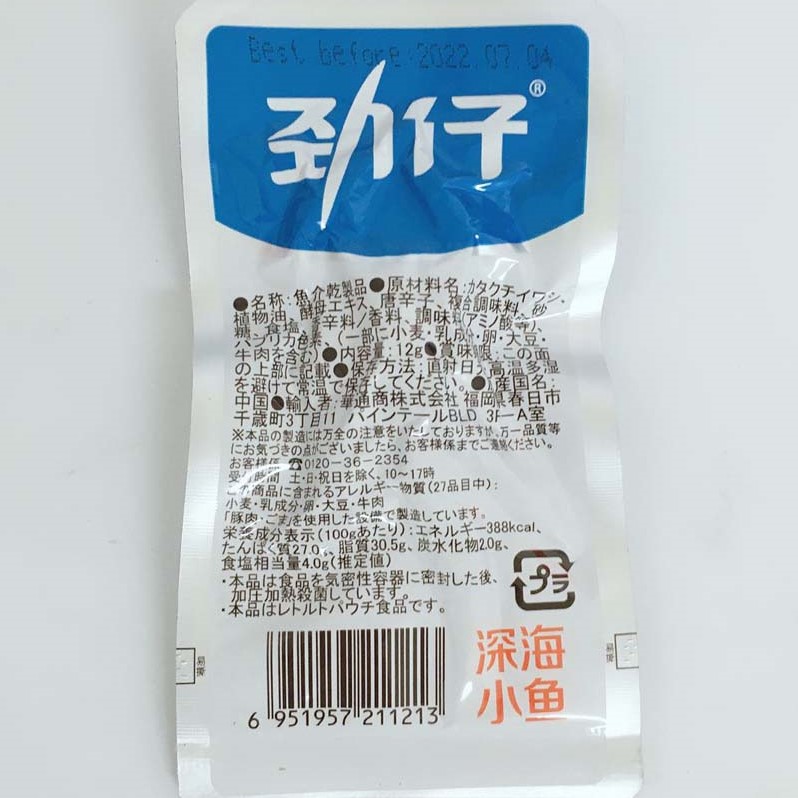 Best before 2022.07.04
劲仔®
●名称:魚介乾製品●原材料名:カタクチイワシ、
植物油、酵母エキス、唐辛子、複合調味料、砂
糖、食塩、香辛料/香料、調味料(アミノ酸等)、
パプリカ色素、(一部に小麦・乳成分・卵・大豆・
牛肉を含む)●内容量:12g●賞味期限:この面
の上部に記載●保存方法:直射日光、高温多湿
を避けて常温で保存してください。●原産国名:
中国●輸入者:華通商株式会社 福岡県春日市
千歳町3丁目11 パインテールBLD 3F-A室
※本品の製造には万全の注意をいたしておりますが、万一品質等
にお気づきの点がございましたら、お客様係までご連絡ください。
お客様係☎0120-36-2354
受付時間 土・日・祝日を除く、10〜17時
この商品に含まれるアレルギー物質(27品目中):
小麦・乳成分・卵・大豆・牛肉
「豚肉・ごま」を使用した設備で製造しています。
栄養成分表示(100gあたり):エネルギー388kcal、
たんぱく質27.0g、脂質30.5g、炭水化物2.0g、
食塩相当量4.0g(推定値)
・本品は食品を気密性容器に密封した後、
加圧加熱殺菌しています。
・本品はレトルトパウチ食品です。
プラ
深海
小鱼
6 951957 211213
易撕
易撕